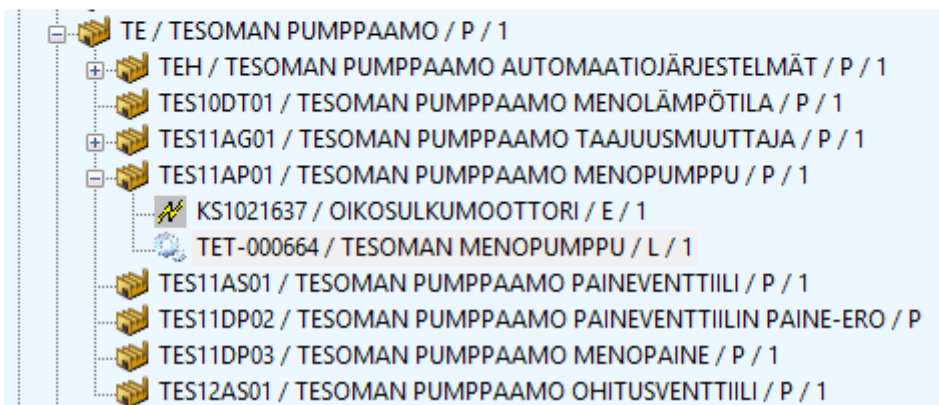 TE / TESOMAN PUMPPAAMO / P / 1
TEH / TESOMAN PUMPPAAMO AUTOMAATIOJÄRJESTELMÄT / P / 1
TES10DT01 / TESOMAN PUMPPAAMO MENOLÄMPÖTILA / P / 1
TES11AG01 / TESOMAN PUMPPAAMO TAAJUUSMUUTTAJA / P / 1
TES11AP01 / TESOMAN PUMPPAAMO MENOPUMPPU / P / 1
KS1021637 / OIKOSULKUMOOTTORI / E / 1
TET-000664 / TESOMAN MENOPUMPPU / L / 1
TES11AS01 / TESOMAN PUMPPAAMO PAINEVENTTIILI / P / 1
TES11DP02 / TESOMAN PUMPPAAMO PAINEVENTTIILIN PAINE-ERO / P
TES11DP03 / TESOMAN PUMPPAAMO MENOPAINE / P / 1
TES12AS01 / TESOMAN PUMPPAAMO OHITUSVENTTIILI / P / 1